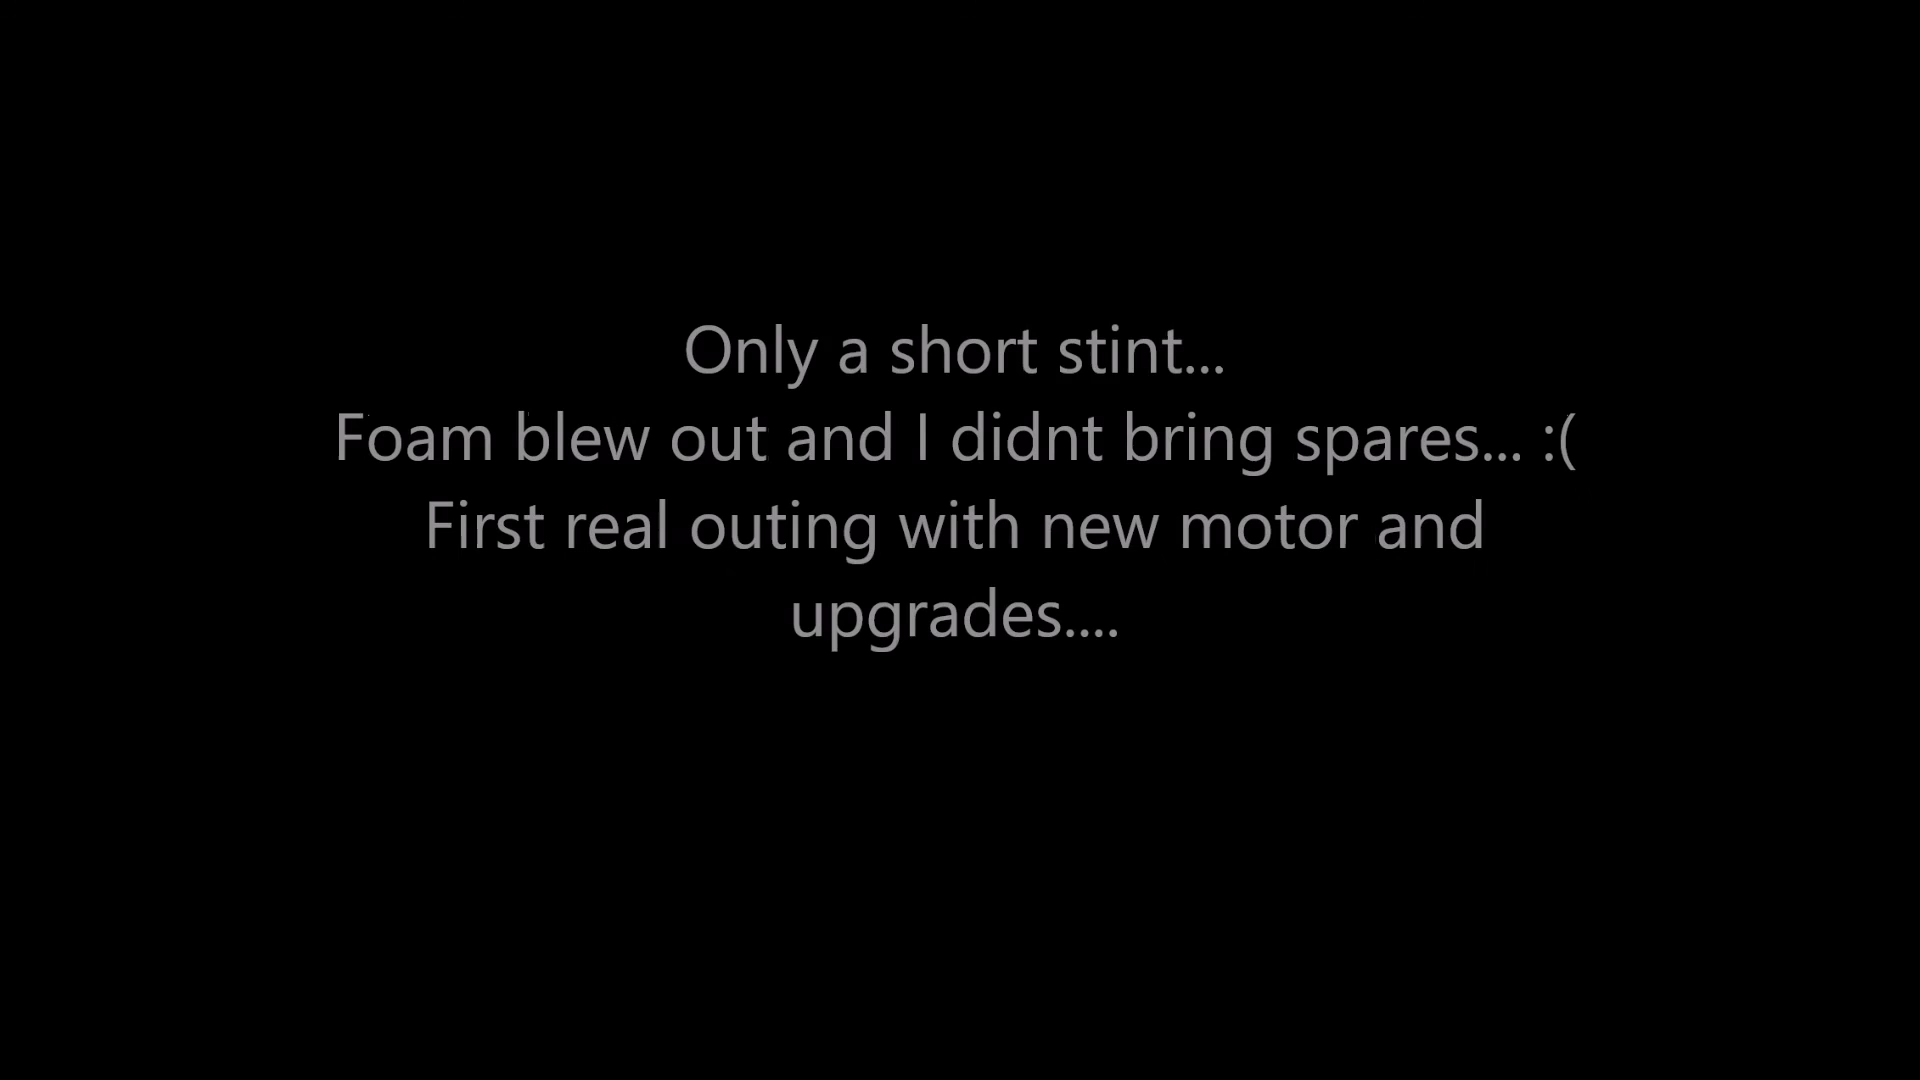 Only a short stint...
Foam blew out and I didnt bring spares... :(
First real outing with new motor and
upgrades....